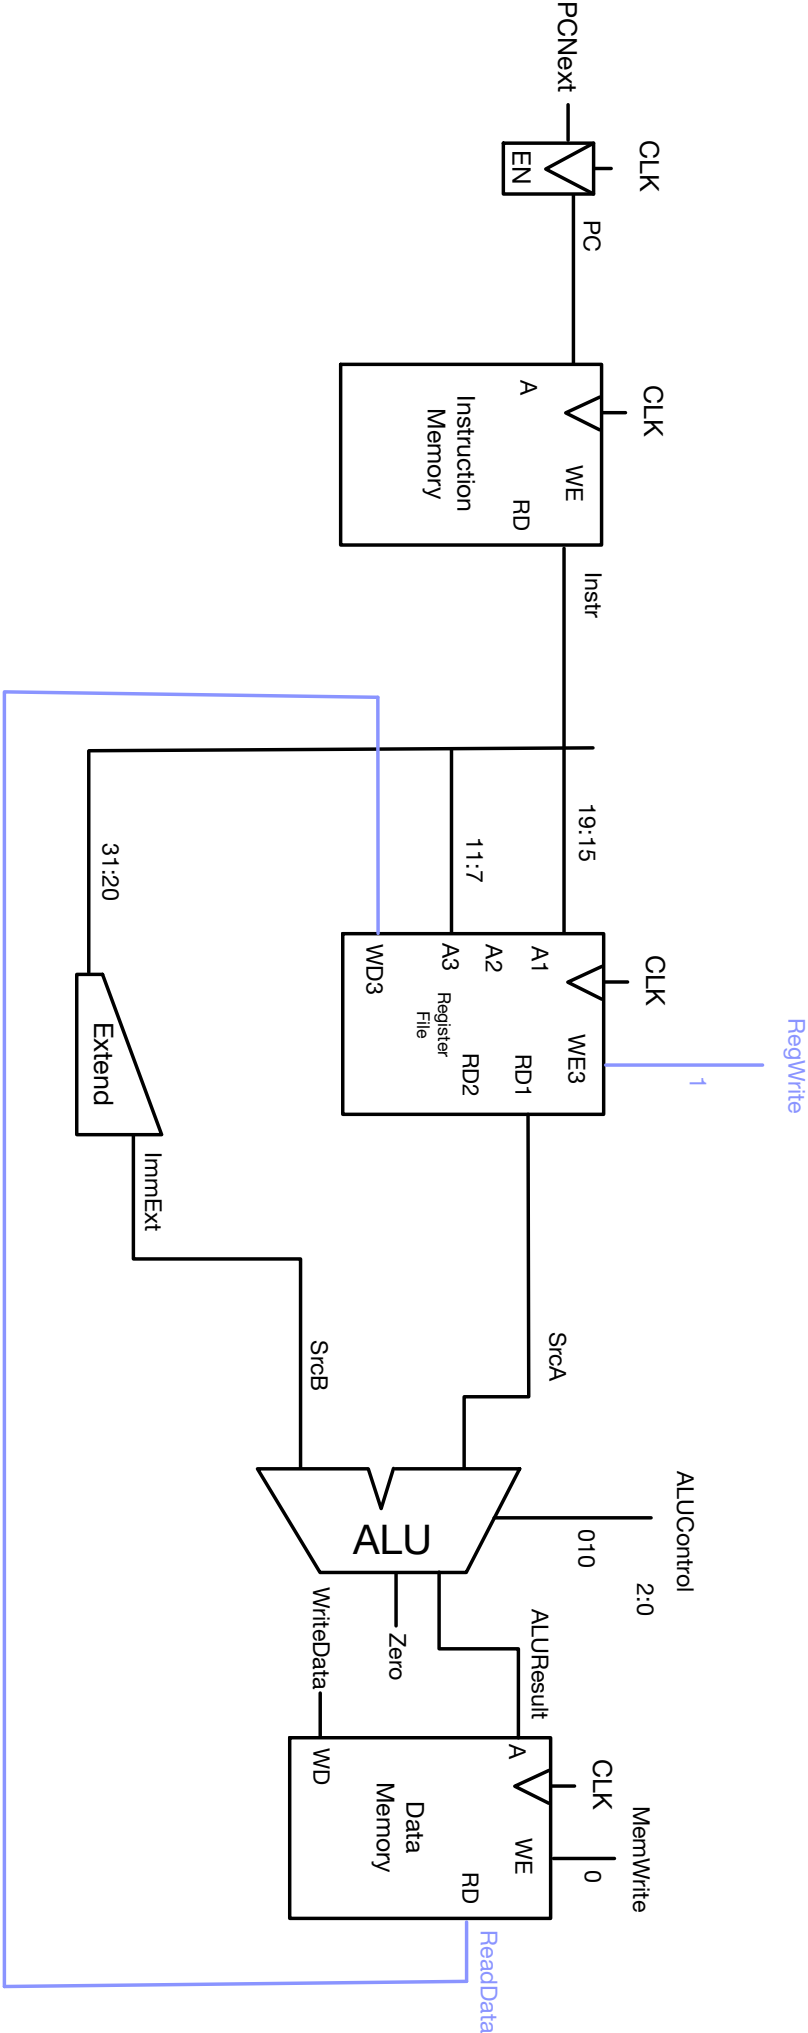 PCNext
CLK
EN
PC
CLK
A
WE
RD
Instruction
Memory
Instr
19:15
11:7
31:20
CLK
A1
A2
A3
WD3
WE3
RD1
RD2
Register
File
RegWrite
1
Extend
ImmExt
SrcA
SrcB
ALUControl
2:0
010
ALU
ALUResult
Zero
WriteData
CLK
MemWrite
0
A
WE
WD
RD
Data
Memory
ReadData